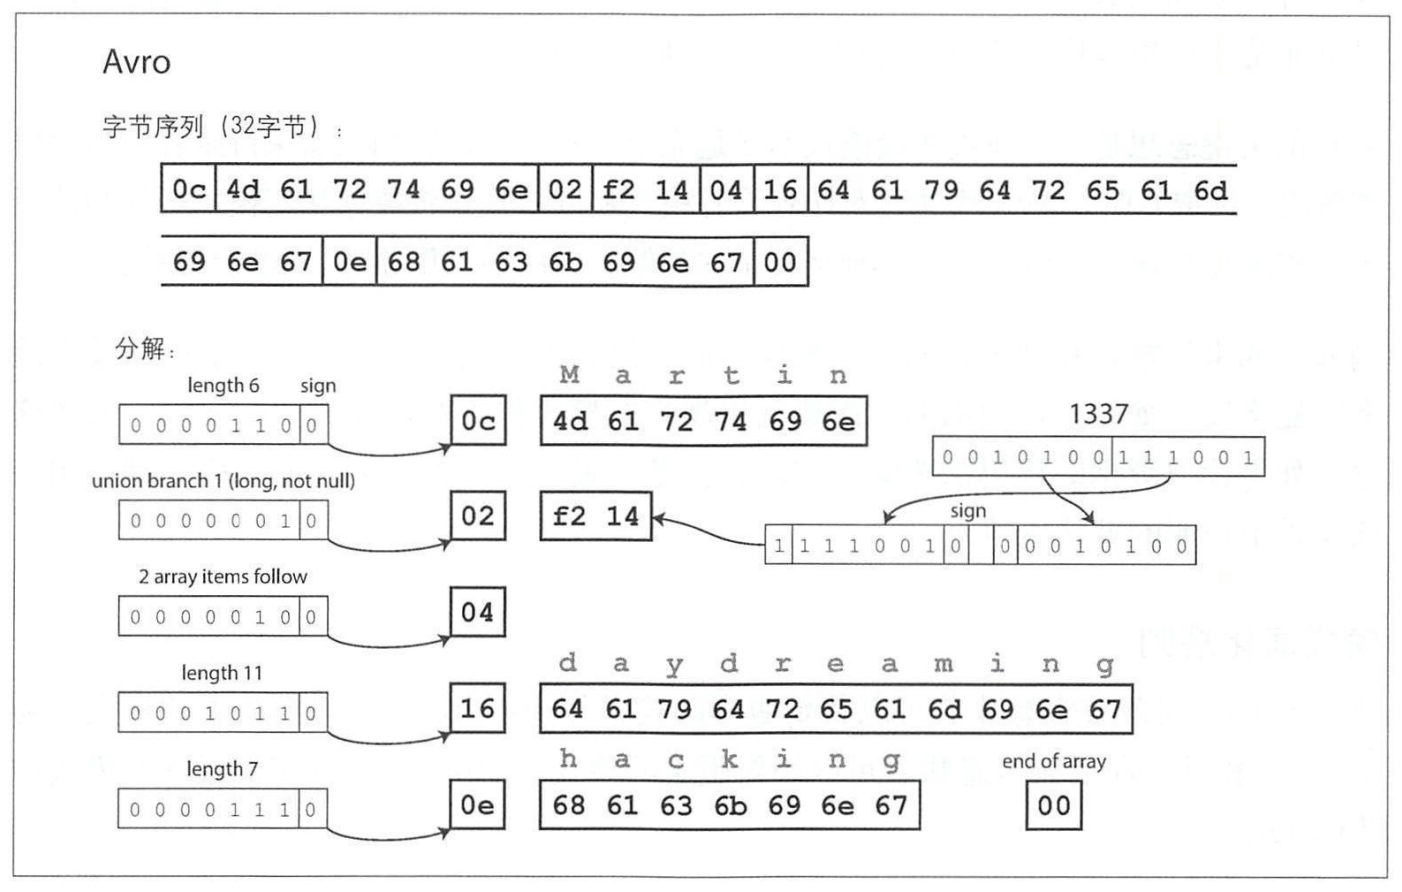 Avro
字节序列（32字节）：
0c 4d 61 72 74 69 6e 02 f2 14 04 16 64 61 79 64 72 65 61 6d
69 6e 67 0e 68 61 63 6b 69 6e 67 00
分解：
length 6 sign
M a r t i n
0 0 0 0 1 1 0 0
0c
4d 61 72 74 69 6e
1337
0 0 1 0 1 0 0 1 1 1 0 0 1
union branch 1 (long, not null)
0 0 0 0 0 0 1 0
02
f2 14
sign
1 1 1 1 0 0 1 0 0 0 0 1 0 1 0 0
2 array items follow
0 0 0 0 0 1 0 0
04
length 11
d a y d r e a m i n g
0 0 0 1 0 1 1 0
16
64 61 79 64 72 65 61 6d 69 6e 67
length 7
h a c k i n g
end of array
0 0 0 0 1 1 1 0
0e
68 61 63 6b 69 6e 67
00